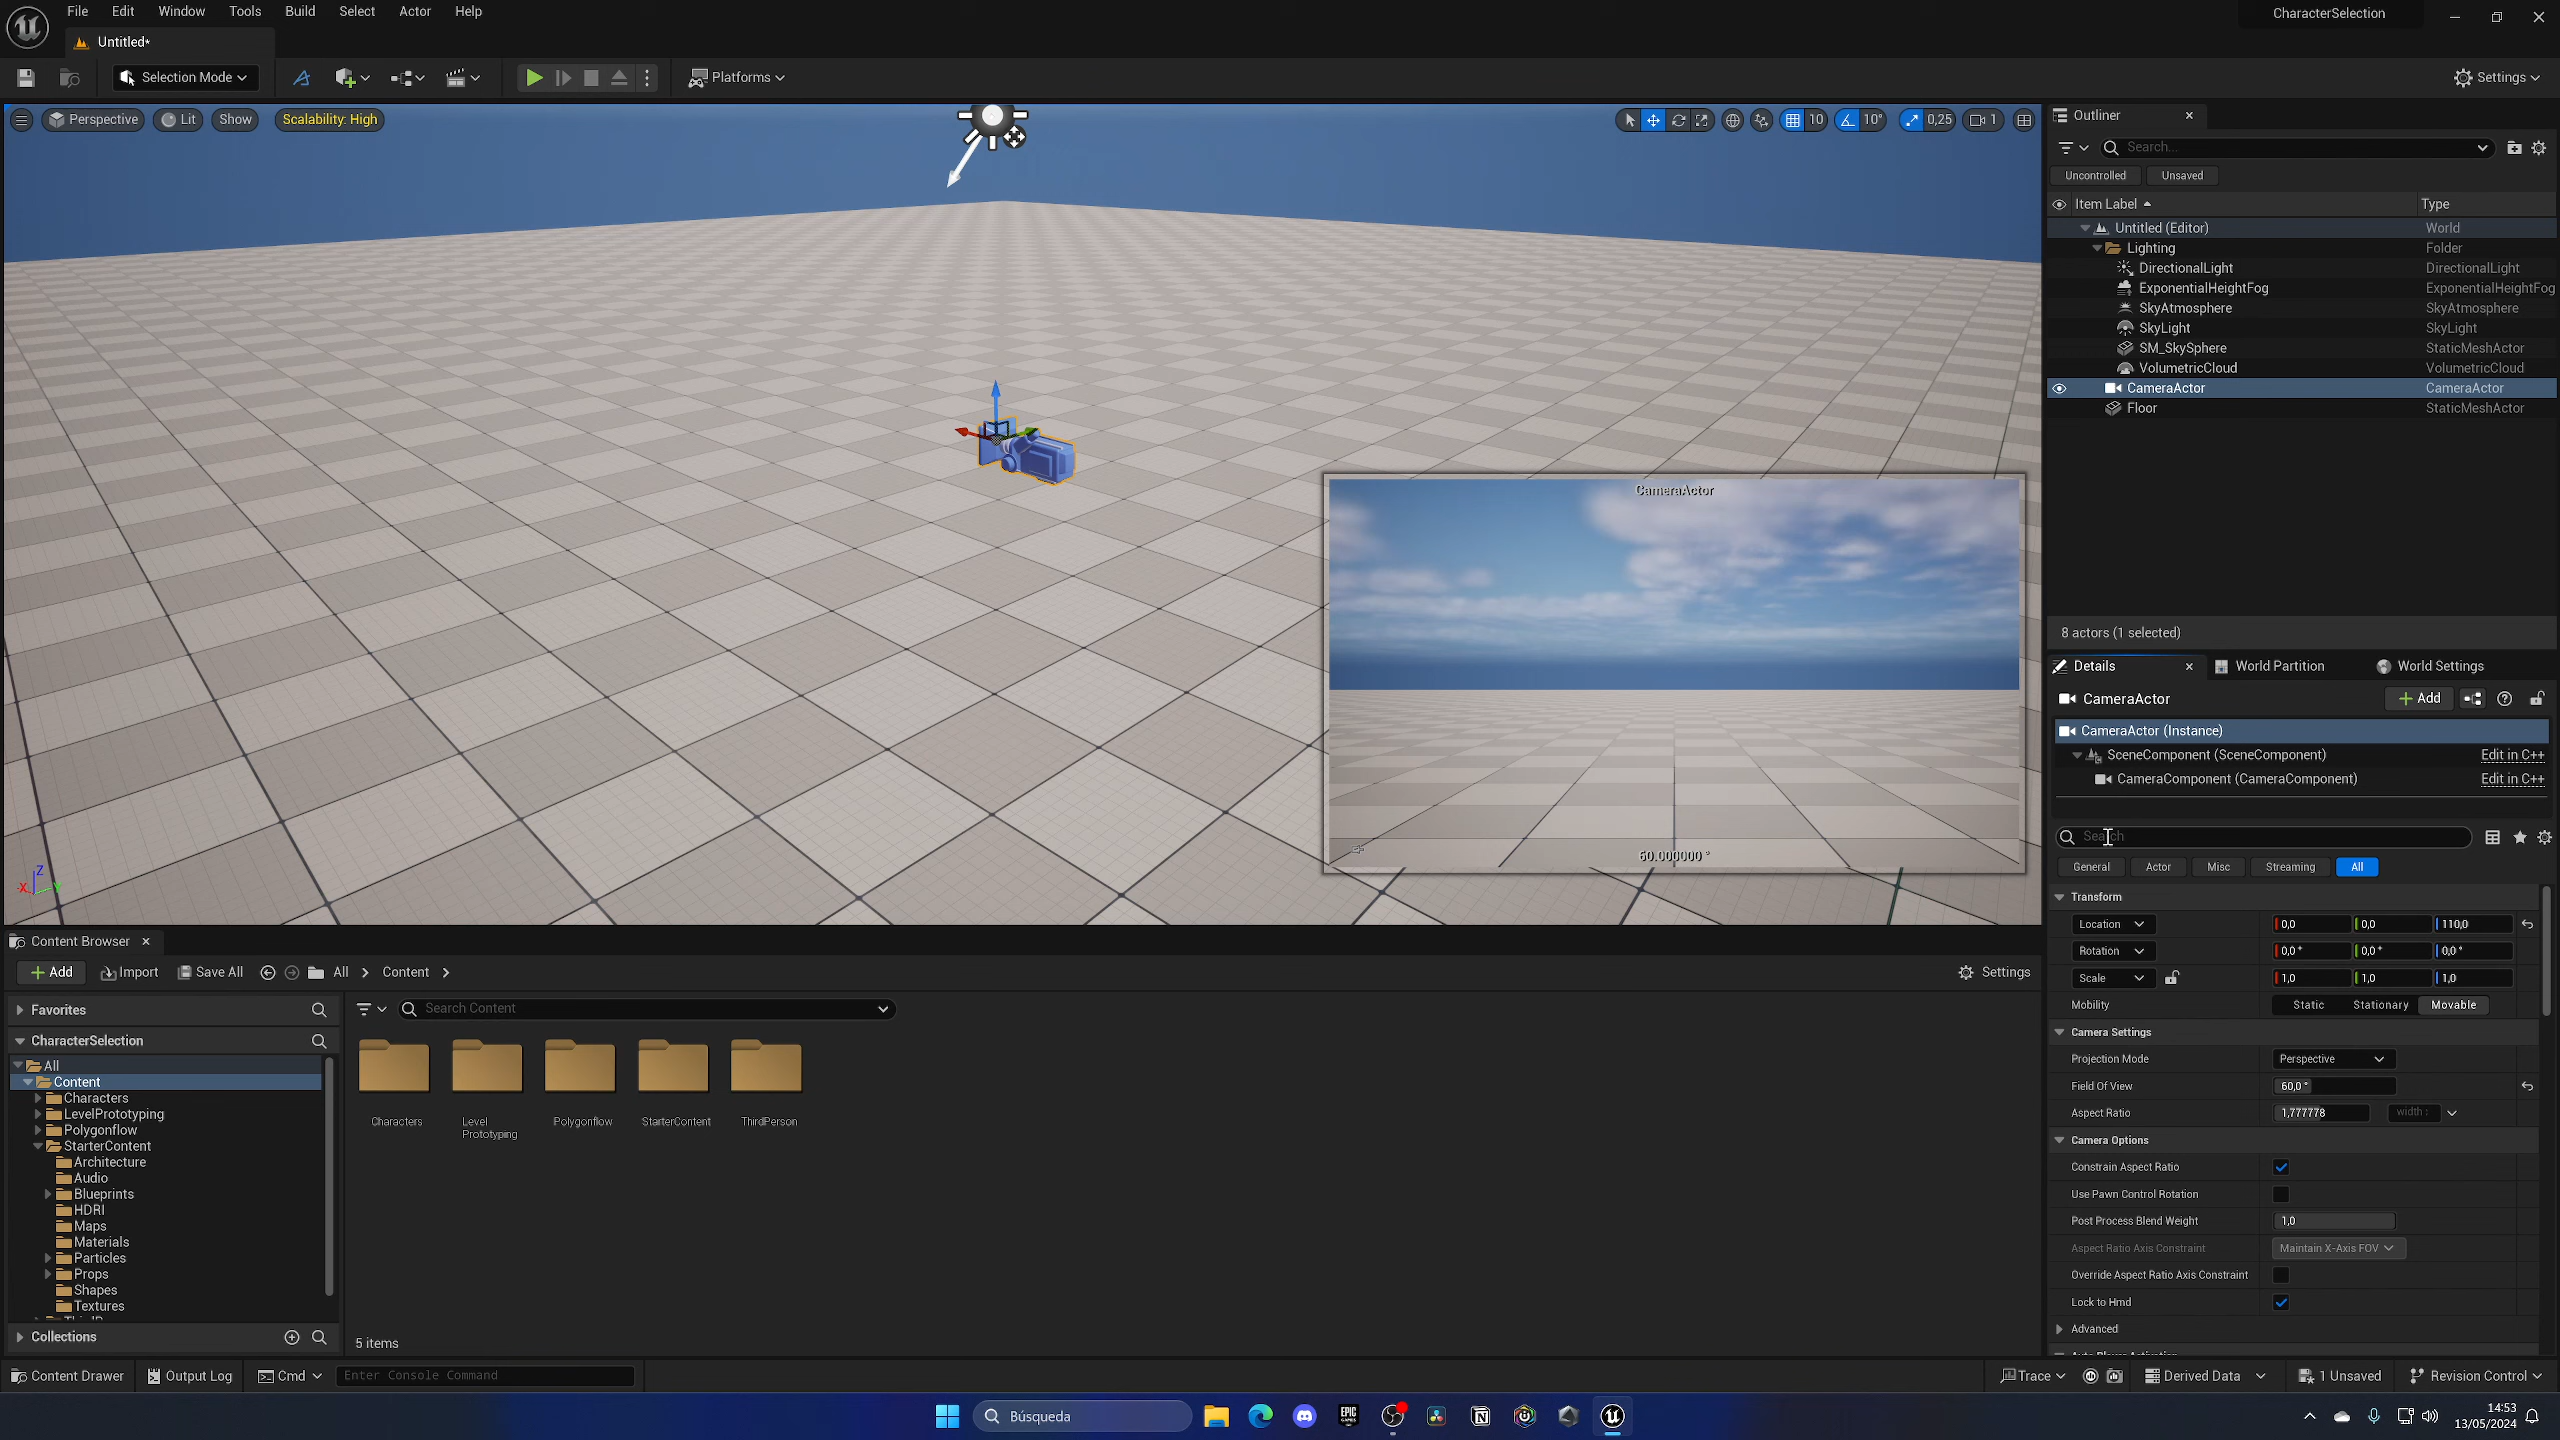 File Edit Window Tools Build Select Actor Help
CharacterSelection
Untitled*
Selection Mode
Platforms
Settings
Perspective Lit Show Scalability: High
10 10° 0,25 1
CameraActor
60.000000 °
X Y Z
Outliner
Search...
Uncontrolled Unsaved
Item Label Type
Untitled (Editor) World
Lighting Folder
DirectionalLight DirectionalLight
ExponentialHeightFog ExponentialHeightFog
SkyAtmosphere SkyAtmosphere
SkyLight SkyLight
SM_SkySphere StaticMeshActor
VolumetricCloud VolumetricCloud
CameraActor CameraActor
Floor StaticMeshActor
8 actors (1 selected)
Details World Partition World Settings
CameraActor Add
CameraActor (Instance)
SceneComponent (SceneComponent) Edit in C++
CameraComponent (CameraComponent) Edit in C++
Search
General Actor Misc Streaming All
Transform
Location 0,0 0,0 110,0
Rotation 0,0 ° 0,0 ° 0,0 °
Scale 1,0 1,0 1,0
Mobility Static Stationary Movable
Camera Settings
Projection Mode Perspective
Field Of View 60,0 °
Aspect Ratio 1,777778 width :
Camera Options
Constrain Aspect Ratio
Use Pawn Control Rotation
Post Process Blend Weight 1,0
Aspect Ratio Axis Constraint Maintain X-Axis FOV
Override Aspect Ratio Axis Constraint
Lock to Hmd
Advanced
Content Browser
Add Import Save All All Content
Settings
Favorites
Search Content
CharacterSelection
All
Content
Characters
LevelPrototyping
Polygonflow
StarterContent
Architecture
Audio
Blueprints
HDRI
Maps
Materials
Particles
Props
Shapes
Textures
Collections
Characters
Level
Prototyping
Polygonflow
StarterContent
ThirdPerson
5 items
Content Drawer Output Log Cmd Enter Console Command
Trace Derived Data 1 Unsaved Revision Control
Búsqueda
EPIC
GAMES
14:53
13/05/2024